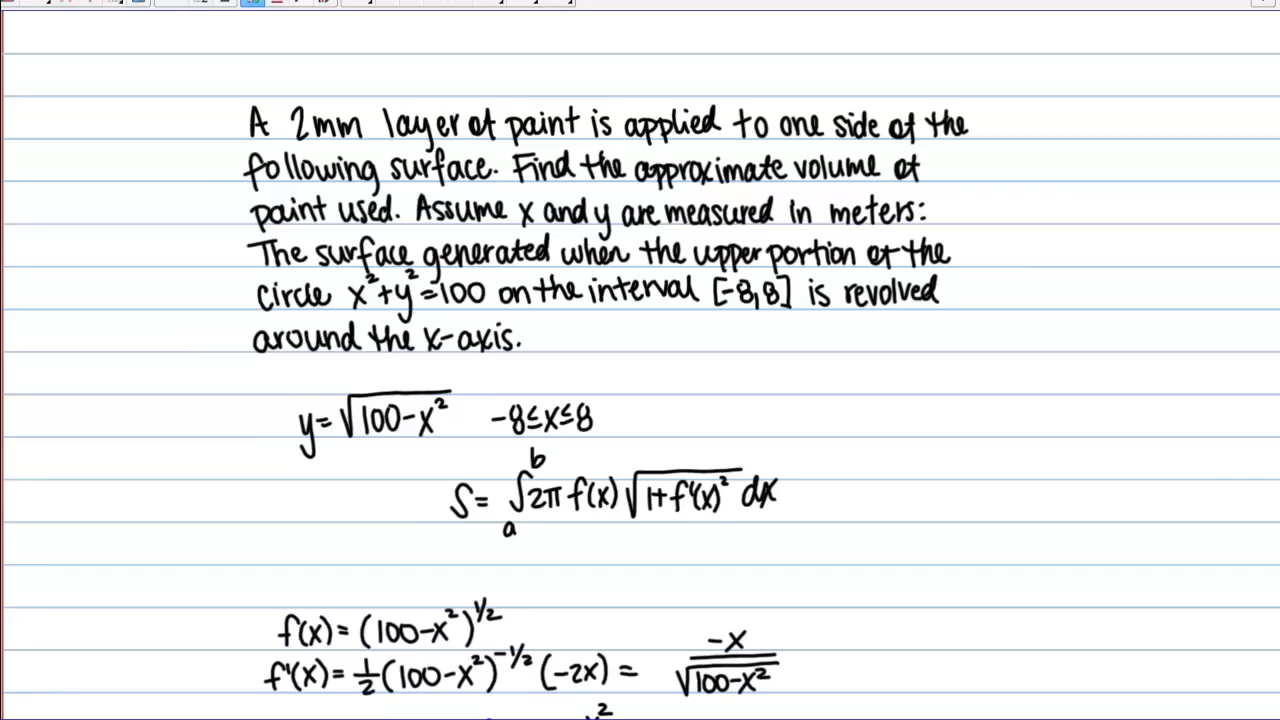 A 2mm layer of paint is applied to one side of the
following surface. Find the approximate volume of
paint used. Assume x and y are measured in meters:
The surface generated when the upper portion of the
circle x²+y²=100 on the interval [-8,8] is revolved
around the x-axis.
y=√(100-x²) -8≤x≤8
S= ∫_a^b 2π f(x) √(1+f'(x)²) dx
f(x)= (100-x²)^(1/2)
f'(x)= 1/2 (100-x²)^(-1/2) (-2x) = -x/√(100-x²)